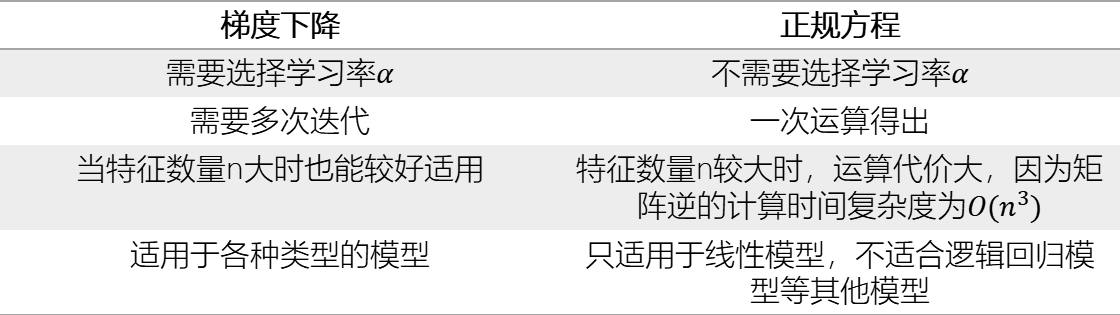 梯度下降 正规方程
需要选择学习率α 不需要选择学习率α
需要多次迭代 一次运算得出
当特征数量n大时也能较好适用 特征数量n较大时，运算代价大，因为矩
阵逆的计算时间复杂度为O(n³)
适用于各种类型的模型 只适用于线性模型，不适合逻辑回归模
型等其他模型